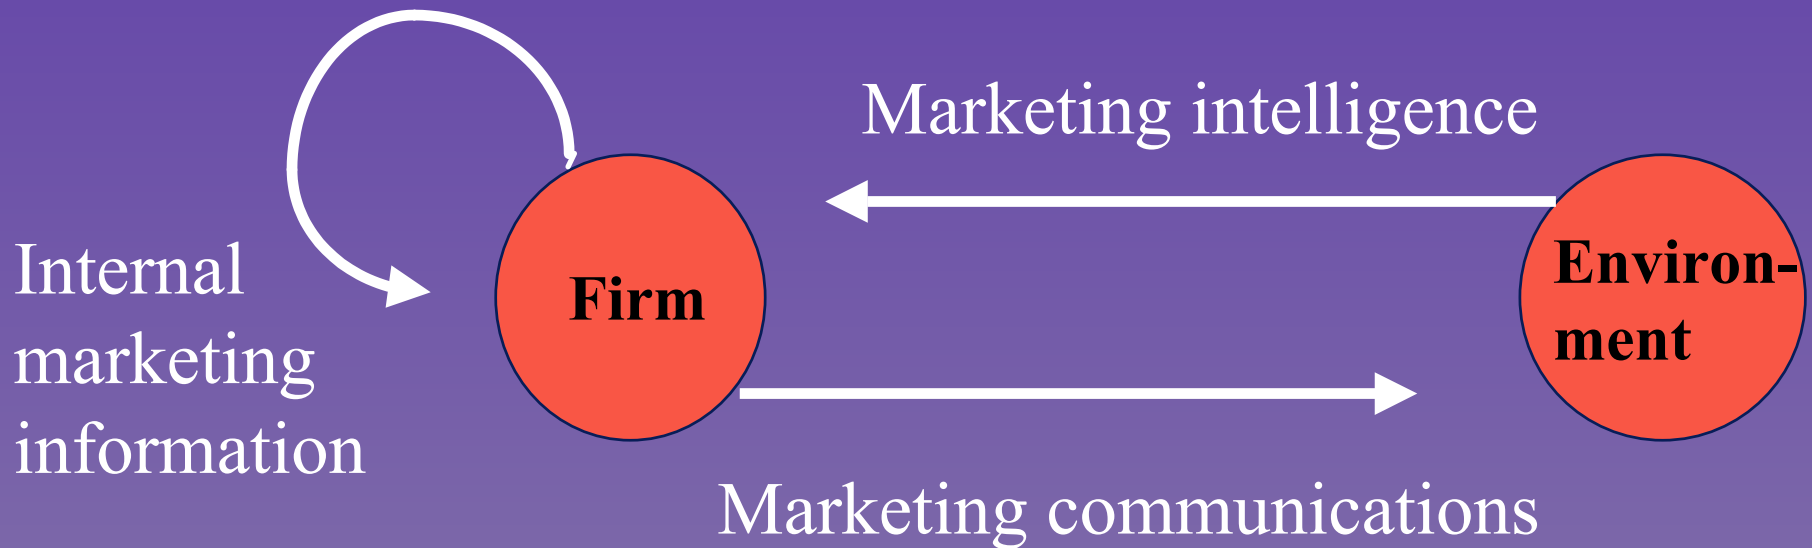 Marketing intelligence
Internal
marketing
information
Firm
Environ-
ment
Marketing communications